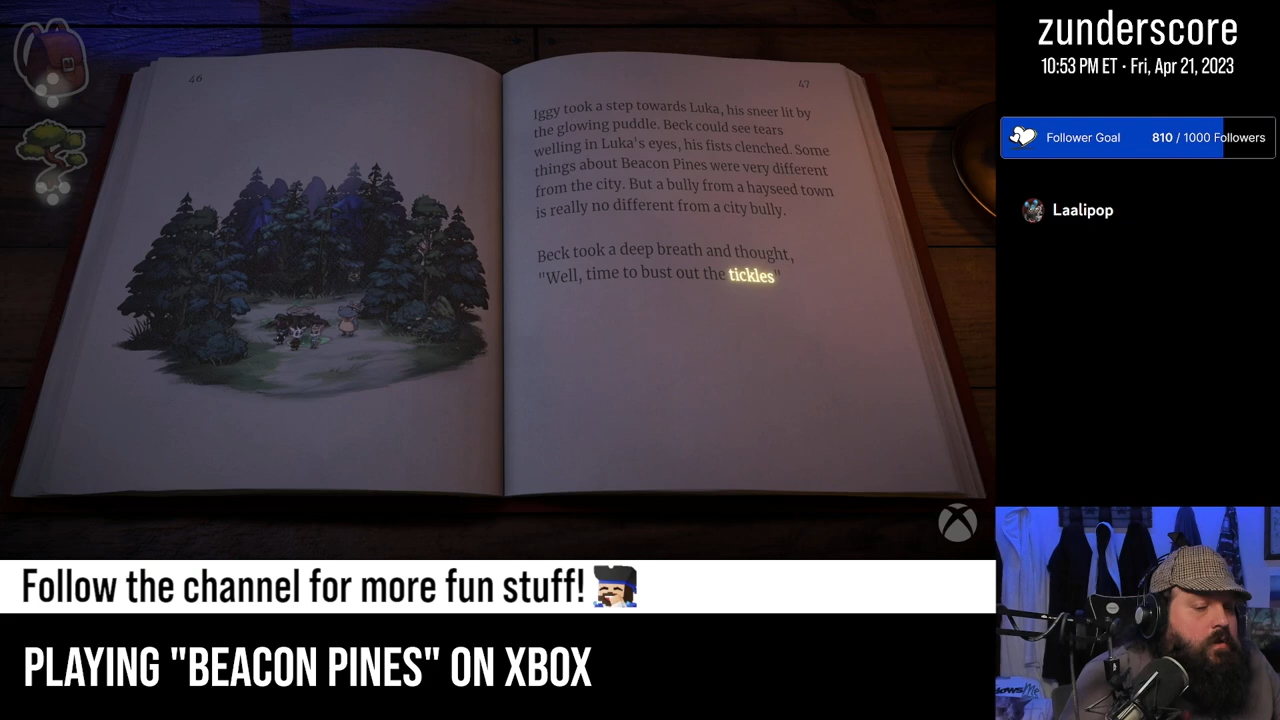 46
47
Iggy took a step towards Luka, his sneer lit by
the glowing puddle. Beck could see tears
welling in Luka's eyes, his fists clenched. Some
things about Beacon Pines were very different
from the city. But a bully from a hayseed town
is really no different from a city bully.
Beck took a deep breath and thought,
"Well, time to bust out the tickles"
zunderscore
10:53 PM ET · Fri, Apr 21, 2023
Follower Goal 810 / 1000 Followers
Laalipop
Follow the channel for more fun stuff!
PLAYING "BEACON PINES" ON XBOX